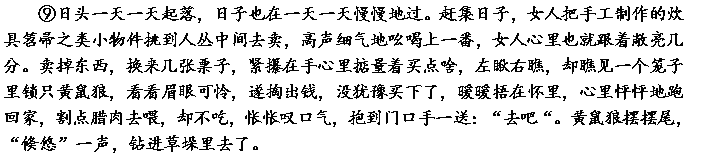 ⑨日头一天一天起落，日子也在一天一天慢慢地过。赶集日子，女人把手工制作的炊
具笤帚之类小物件挑到人丛中间去卖，高声细气地吆喝上一番，女人心里也就跟着敞亮几
分。卖掉东西，换来几张票子，紧攥在手心里掂量着买点啥，左瞅右瞧，却瞧见一个笼子
里锁只黄鼠狼，看看眉眼可怜，遂掏出钱，没犹豫买下了，暖暖捂在怀里，心里怦怦地跑
回家，割点腊肉去喂，却不吃，怅怅叹口气，抱到门口手一送：“去吧“。黄鼠狼摆摆尾，
“倏悠”一声，钻进草垛里去了。